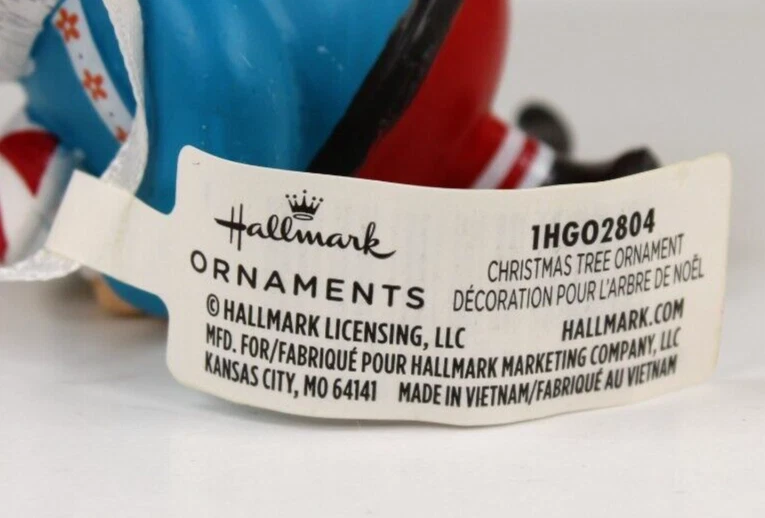 Hallmark
ORNAMENTS
1HGO2804
CHRISTMAS TREE ORNAMENT
DÉCORATION POUR L'ARBRE DE NOËL
© HALLMARK LICENSING, LLC HALLMARK.COM
MFD. FOR/FABRIQUÉ POUR HALLMARK MARKETING COMPANY, LLC
KANSAS CITY, MO 64141 MADE IN VIETNAM/FABRIQUÉ AU VIETNAM